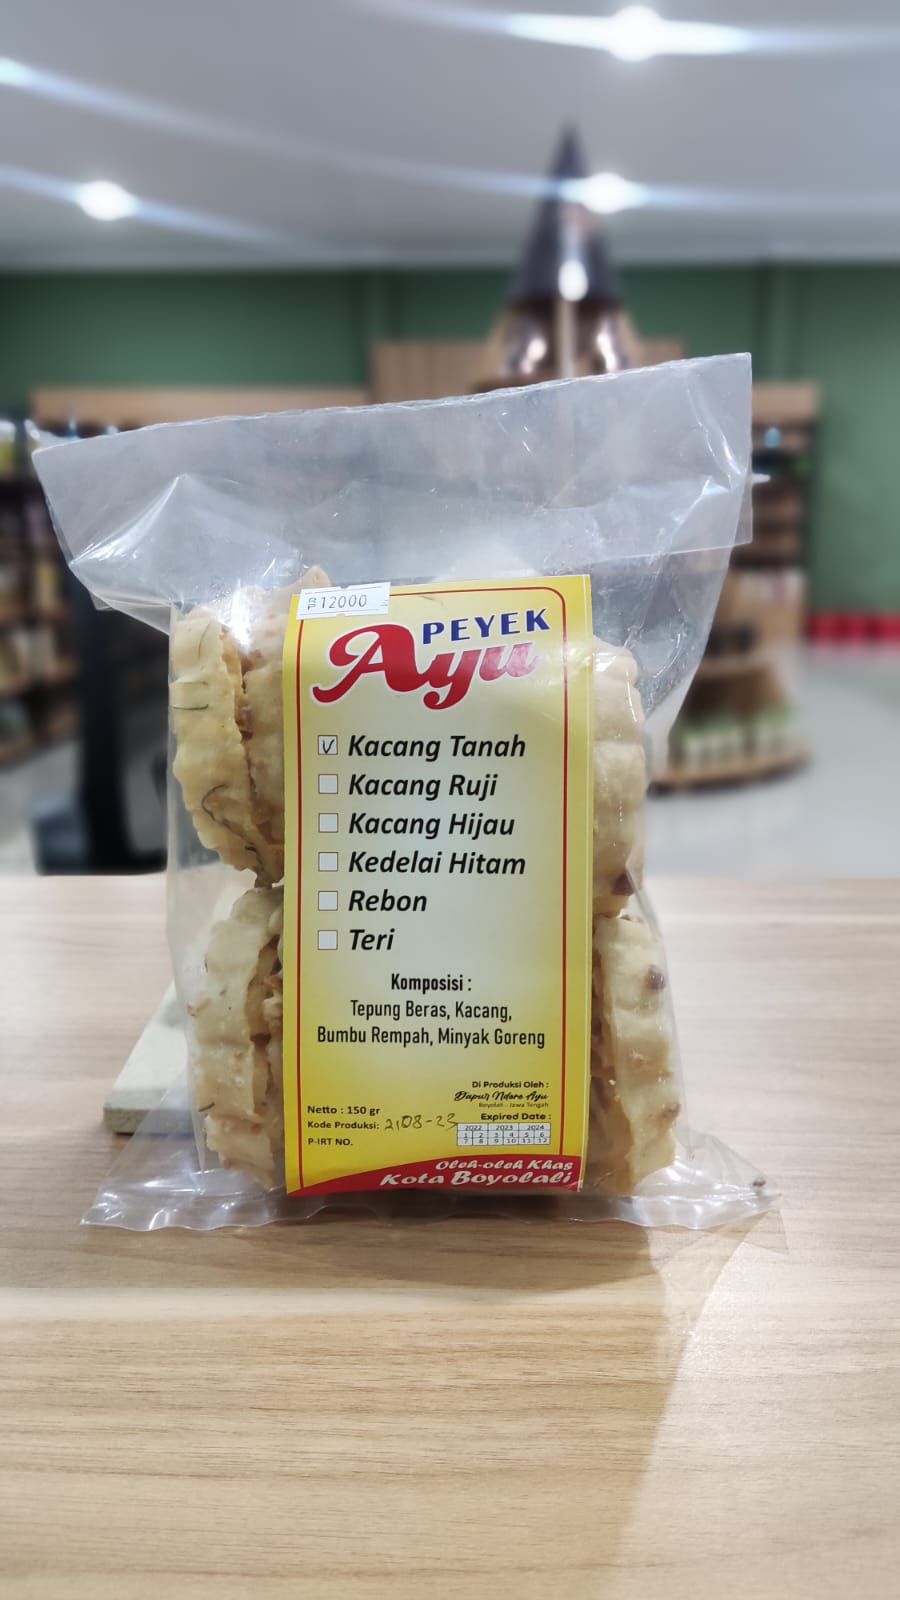 RP 12000
PEYEK
Ayu
Kacang Tanah
Kacang Ruji
Kacang Hijau
Kedelai Hitam
Rebon
Teri
Komposisi :
Tepung Beras, Kacang,
Bumbu Rempah, Minyak Goreng
Di Produksi Oleh :
Dapur Ndoro Ayu
Boyolali - Jawa Tengah
Netto : 150 gr
Kode Produksi: 2108-23
P-IRT NO.
Expired Date :
2022 2023 2024
1 2 3 4 5 6
7 8 9 10 11 12
Oleh-oleh Khas
Kota Boyolali